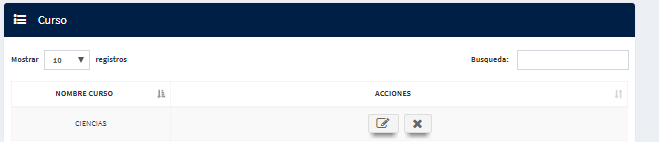 Curso
Mostrar 10 registros Busqueda:
NOMBRE CURSO ACCIONES
CIENCIAS